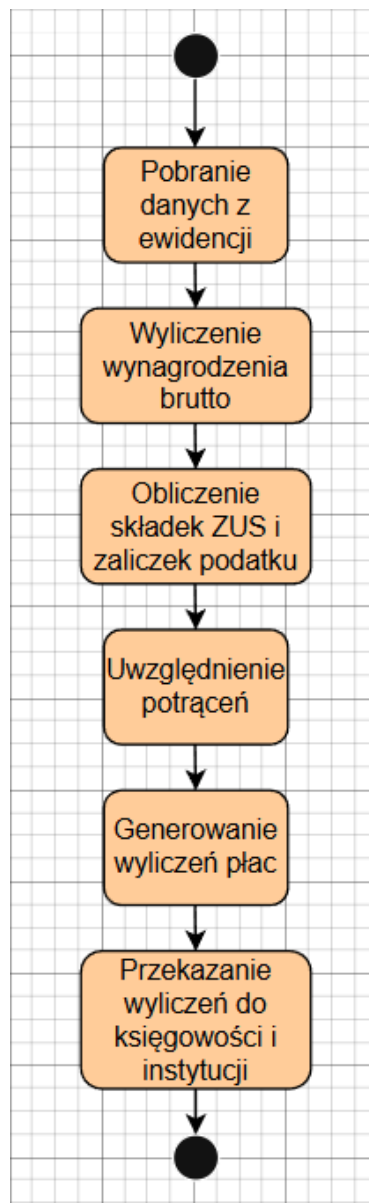 Pobranie
danych z
ewidencji
Wyliczenie
wynagrodzenia
brutto
Obliczenie
składek ZUS i
zaliczek podatku
Uwzględnienie
potrąceń
Generowanie
wyliczeń płac
Przekazanie
wyliczeń do
księgowości i
instytucji